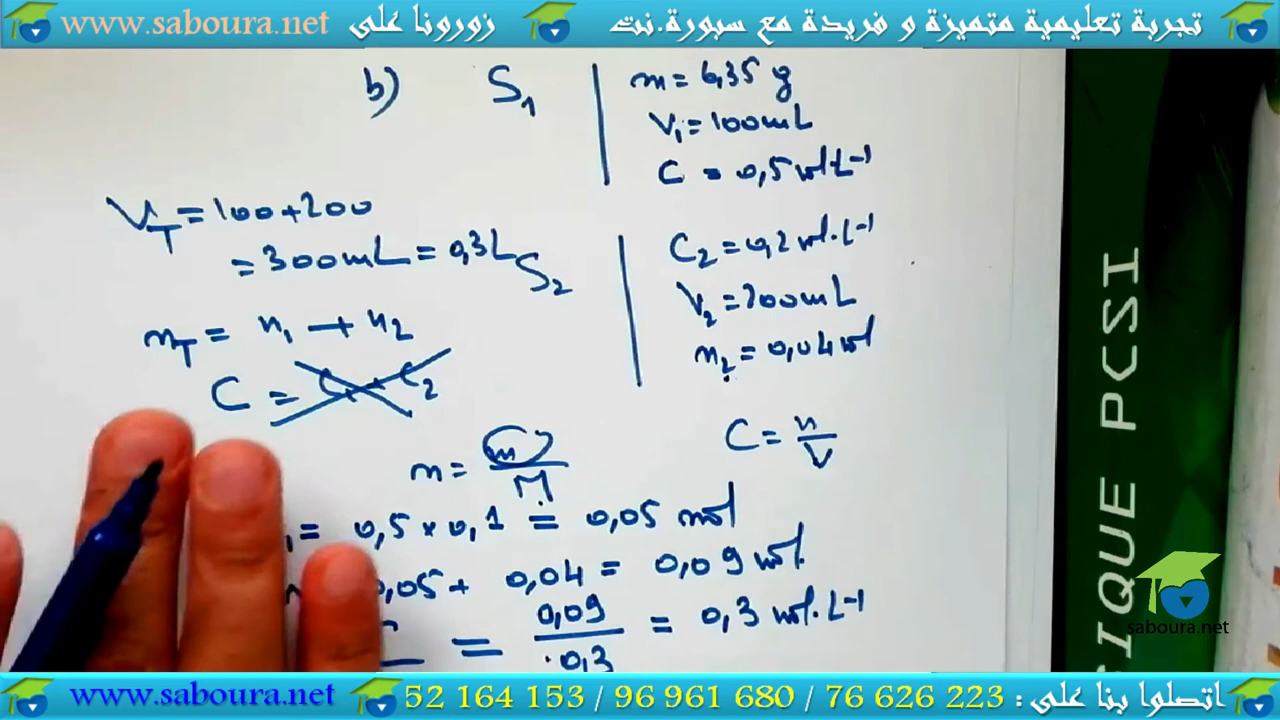 www.saboura.net زورونا على تجربة تعليمية متميزة و فريدة مع سبورة.نت
b) S₁
m = 6,35 g
V₁ = 100 mL
C = 0,5 mol·L⁻¹
V_T = 100 + 200
= 300 mL = 0,3 L
S₂
C₂ = 0,2 mol·L⁻¹
V₂ = 200 mL
n₂ = 0,04 mol
n_T = n₁ + n₂
C = C₁ + C₂
n = m/M
C = n/V
₁ = 0,5 × 0,1 = 0,05 mol
0,05 + 0,04 = 0,09 mol
= 0,09/0,3 = 0,3 mol·L⁻¹
SIQUE PCSI
saboura.net
www.saboura.net 52 164 153 / 96 961 680 / 76 626 223 : اتصلوا بنا على